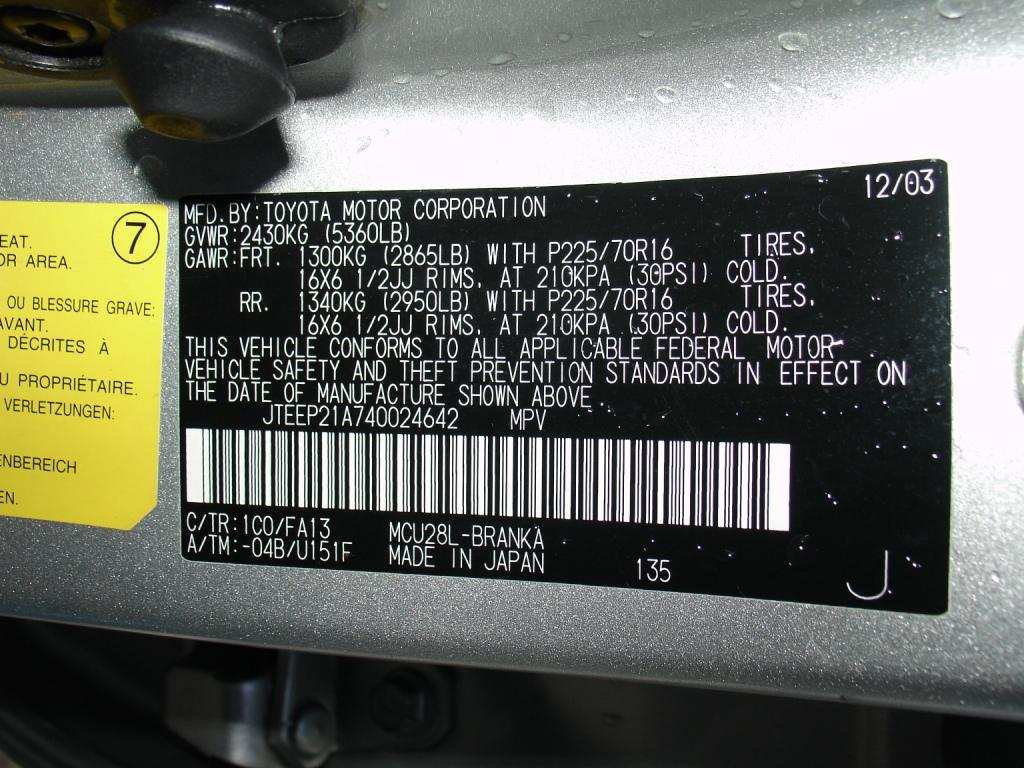 7
EAT.
OR AREA.
OU BLESSURE GRAVE:
AVANT.
DÉCRITES À
U PROPRIÉTAIRE.
VERLETZUNGEN:
ENBEREICH
EN.
12/03
MFD. BY: TOYOTA MOTOR CORPORATION
GVWR: 2430KG (5360LB)
GAWR: FRT. 1300KG (2865LB) WITH P225/70R16 TIRES,
16X6 1/2JJ RIMS, AT 210KPA (30PSI) COLD.
RR. 1340KG (2950LB) WITH P225/70R16 TIRES,
16X6 1/2JJ RIMS, AT 210KPA (30PSI) COLD.
THIS VEHICLE CONFORMS TO ALL APPLICABLE FEDERAL MOTOR
VEHICLE SAFETY AND THEFT PREVENTION STANDARDS IN EFFECT ON
THE DATE OF MANUFACTURE SHOWN ABOVE
JTEEP21A740024642 MPV
C/TR: 1C0/FA13 MCU28L-BRANKA
A/TM: -04B/U151F MADE IN JAPAN 135 J